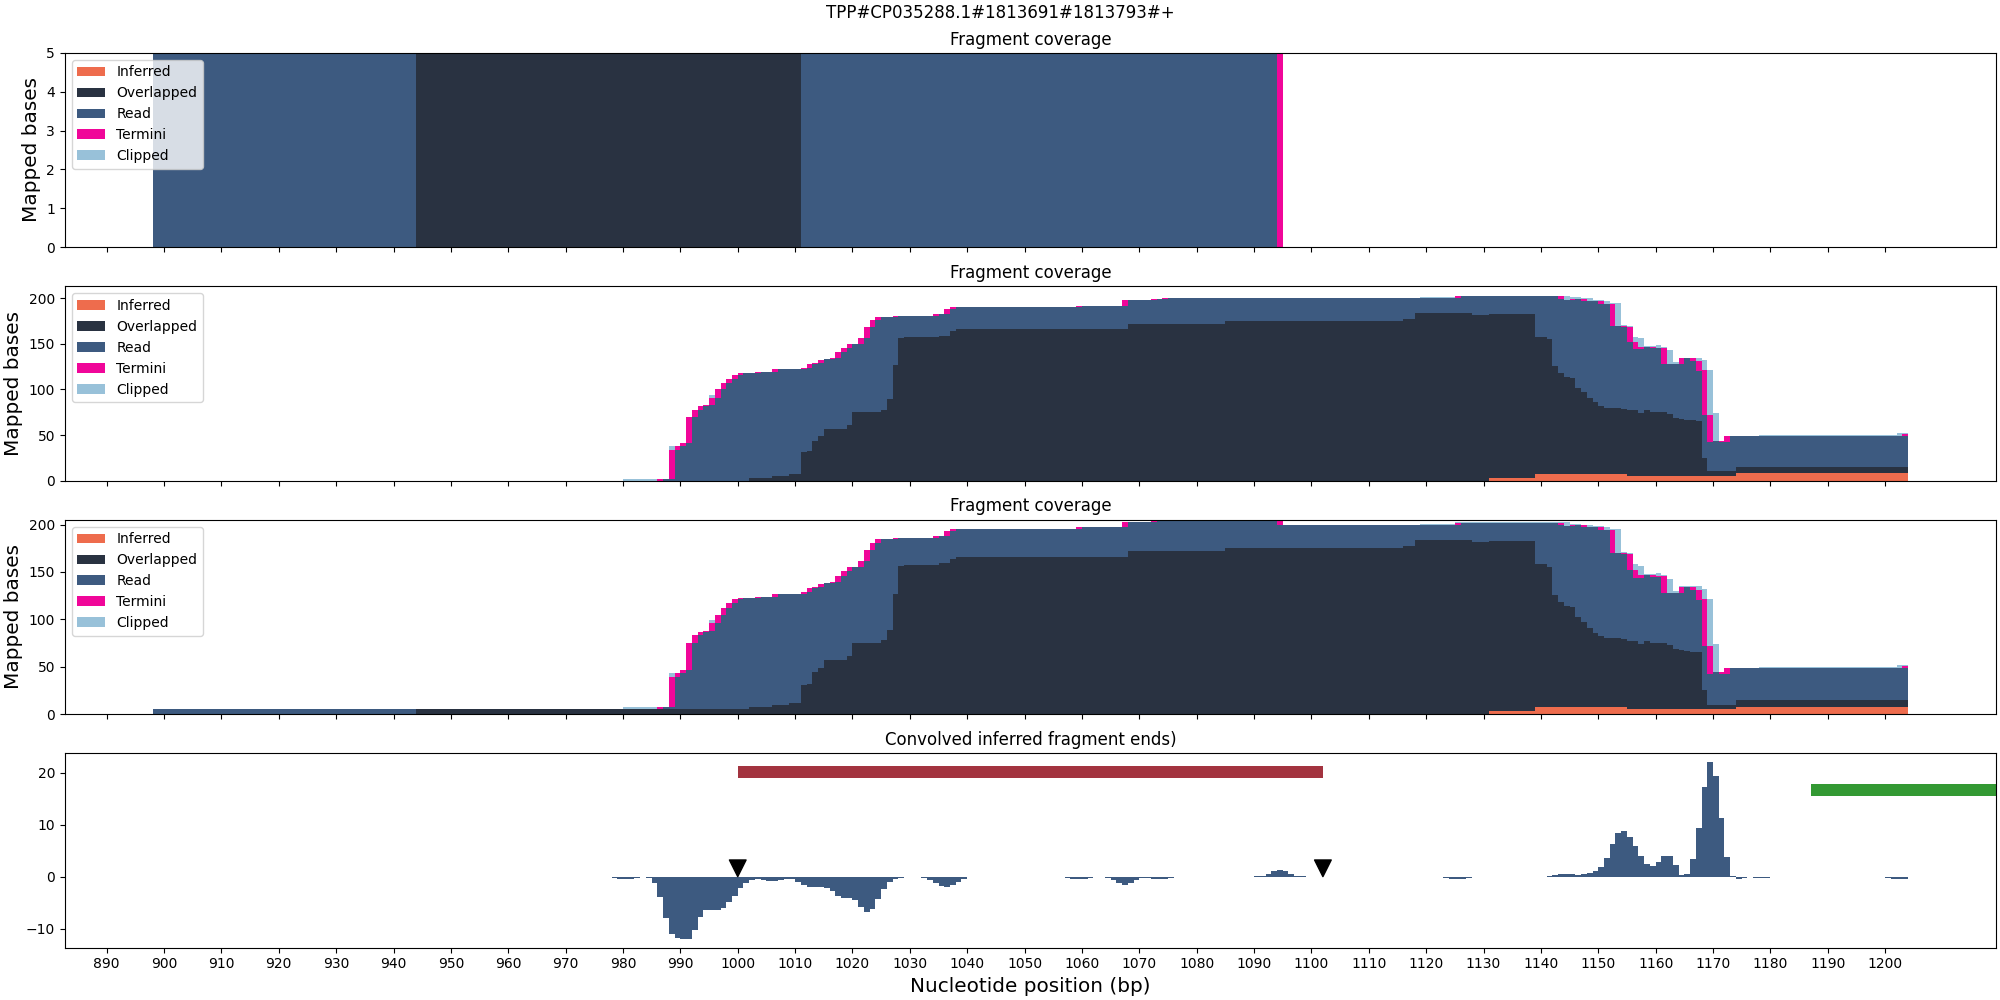 TPP#CP035288.1#1813691#1813793#+
Fragment coverage
Mapped bases
5
4
3
2
1
0
Inferred
Overlapped
Read
Termini
Clipped
Fragment coverage
Mapped bases
200
150
100
50
0
Inferred
Overlapped
Read
Termini
Clipped
Fragment coverage
Mapped bases
200
150
100
50
0
Inferred
Overlapped
Read
Termini
Clipped
Convolved inferred fragment ends)
20
10
0
−10
890 900 910 920 930 940 950 960 970 980 990 1000 1010 1020 1030 1040 1050 1060 1070 1080 1090 1100 1110 1120 1130 1140 1150 1160 1170 1180 1190 1200
Nucleotide position (bp)